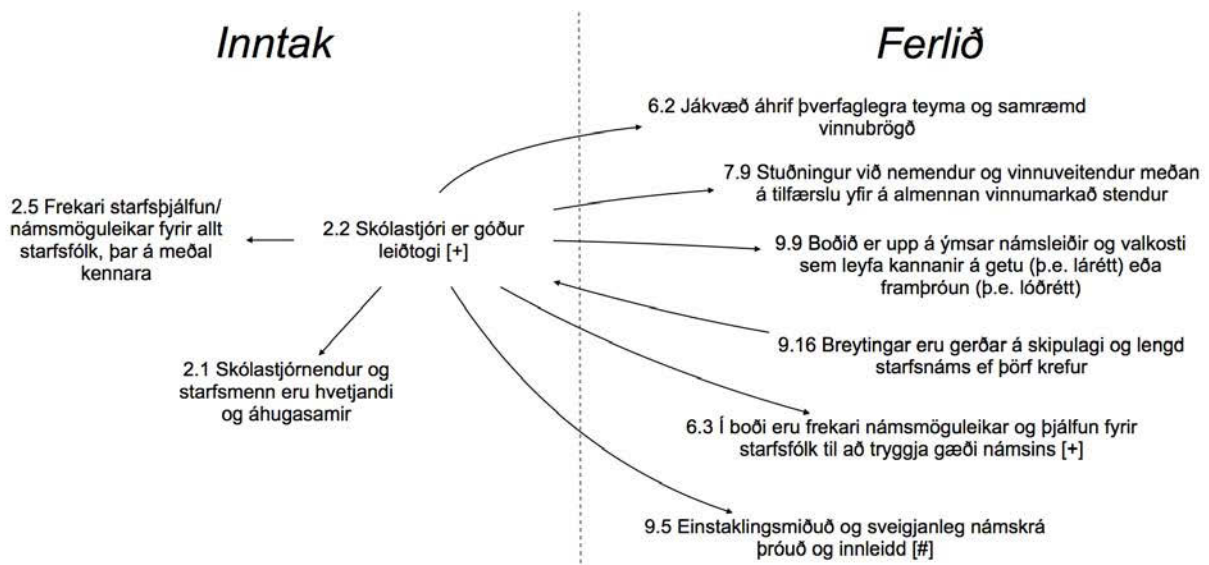 Inntak
Ferlið
6.2 Jákvæð áhrif þverfaglegra teyma og samræmd
vinnubrögð
7.9 Stuðningur við nemendur og vinnuveitendur meðan
á tilfærslu yfir á almennan vinnumarkað stendur
2.5 Frekari starfsþjálfun/
námsmöguleikar fyrir allt
starfsfólk, þar á meðal
kennara
2.2 Skólastjóri er góður
leiðtogi [+]
9.9 Boðið er upp á ýmsar námsleiðir og valkosti
sem leyfa kannanir á getu (þ.e. lárétt) eða
framþróun (þ.e. lóðrétt)
9.16 Breytingar eru gerðar á skipulagi og lengd
starfsnáms ef þörf krefur
2.1 Skólastjórnendur og
starfsmenn eru hvetjandi
og áhugasamir
6.3 Í boði eru frekari námsmöguleikar og þjálfun fyrir
starfsfólk til að tryggja gæði námsins [+]
9.5 Einstaklingsmiðuð og sveigjanleg námskrá
þróuð og innleidd [#]